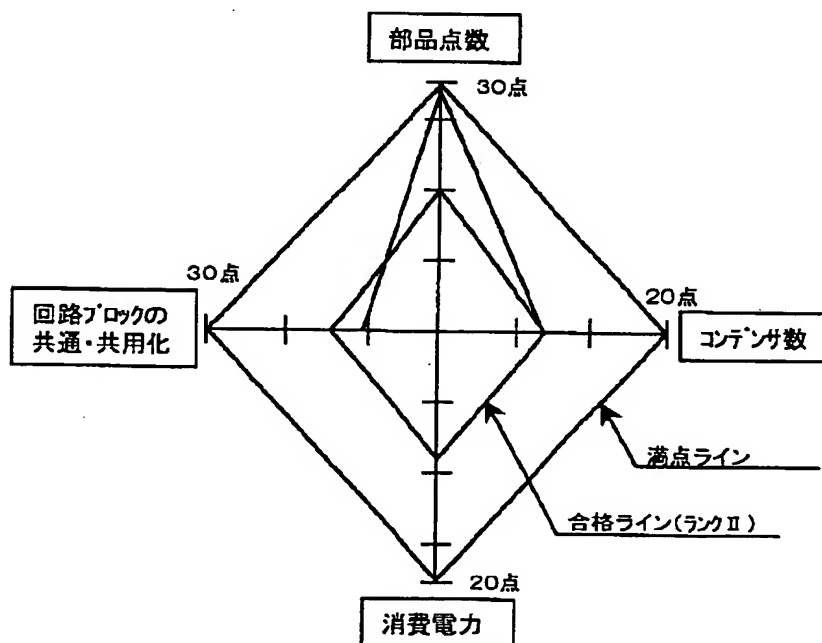 部品点数
30点
30点
20点
回路ブロックの
共通・共用化
コンデンサ数
満点ライン
合格ライン(ランクⅡ)
20点
消費電力